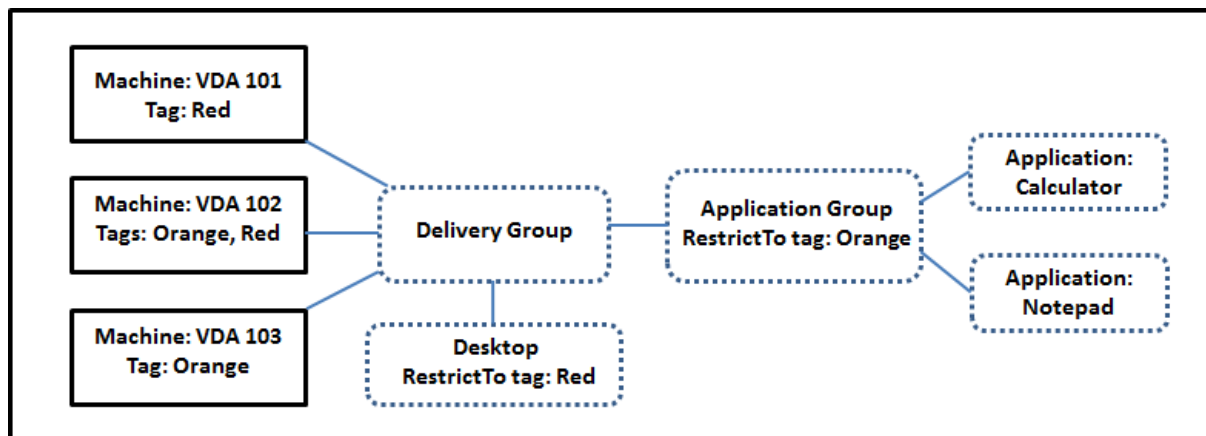 Machine: VDA 101
Tag: Red
Machine: VDA 102
Tags: Orange, Red
Machine: VDA 103
Tag: Orange
Delivery Group
Desktop
RestrictTo tag: Red
Application Group
RestrictTo tag: Orange
Application:
Calculator
Application:
Notepad